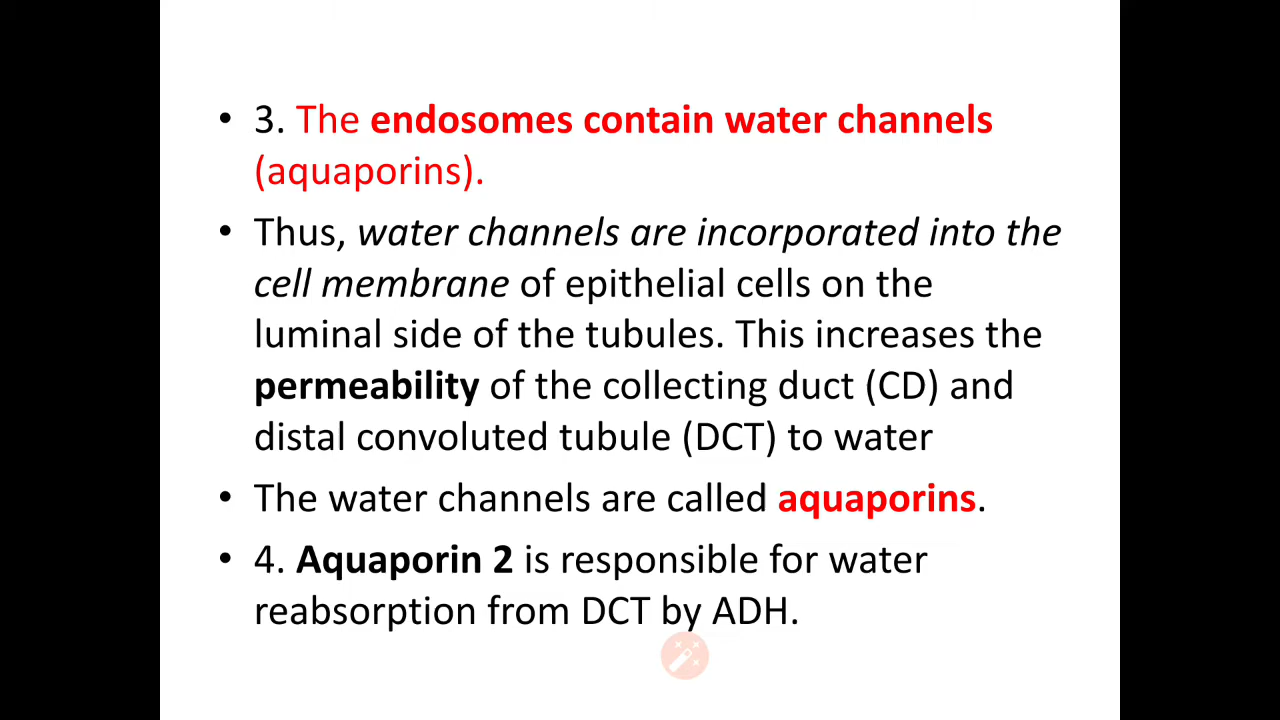 • 3. The endosomes contain water channels
(aquaporins).
• Thus, water channels are incorporated into the
cell membrane of epithelial cells on the
luminal side of the tubules. This increases the
permeability of the collecting duct (CD) and
distal convoluted tubule (DCT) to water
• The water channels are called aquaporins.
• 4. Aquaporin 2 is responsible for water
reabsorption from DCT by ADH.